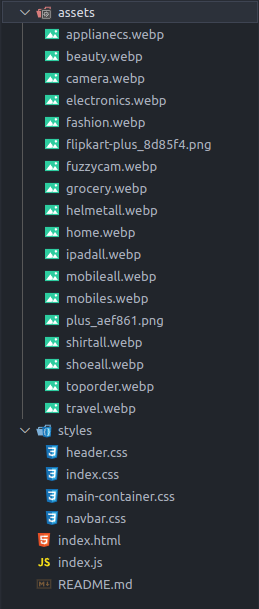 assets
applianecs.webp
beauty.webp
camera.webp
electronics.webp
fashion.webp
flipkart-plus_8d85f4.png
fuzzycam.webp
grocery.webp
helmetall.webp
home.webp
ipadall.webp
mobileall.webp
mobiles.webp
plus_aef861.png
shirtall.webp
shoeall.webp
toporder.webp
travel.webp
styles
header.css
index.css
main-container.css
navbar.css
index.html
JS index.js
README.md